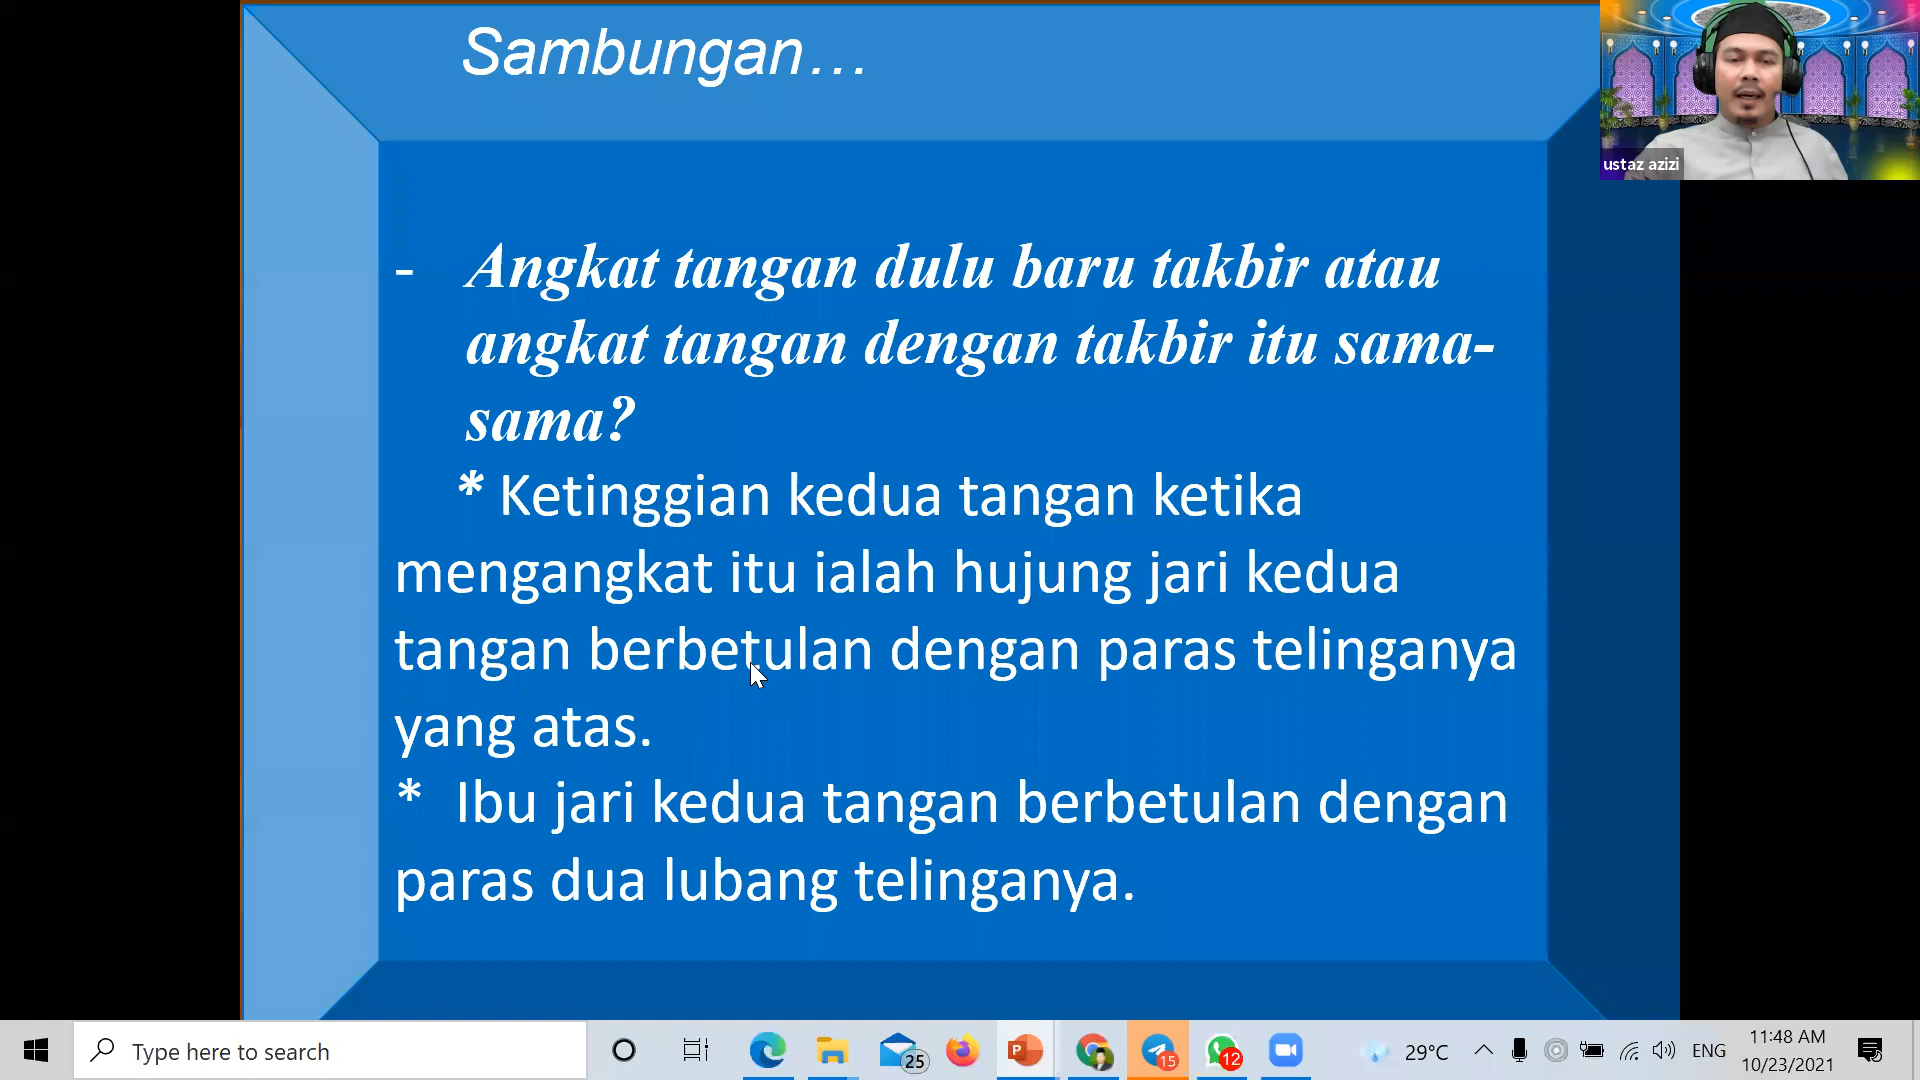 Sambungan…
ustaz azizi
- Angkat tangan dulu baru takbir atau
angkat tangan dengan takbir itu sama-
sama?
* Ketinggian kedua tangan ketika
mengangkat itu ialah hujung jari kedua
tangan berbetulan dengan paras telinganya
yang atas.
* Ibu jari kedua tangan berbetulan dengan
paras dua lubang telinganya.
Type here to search
25
15
12
29°C
ENG
11:48 AM
10/23/2021